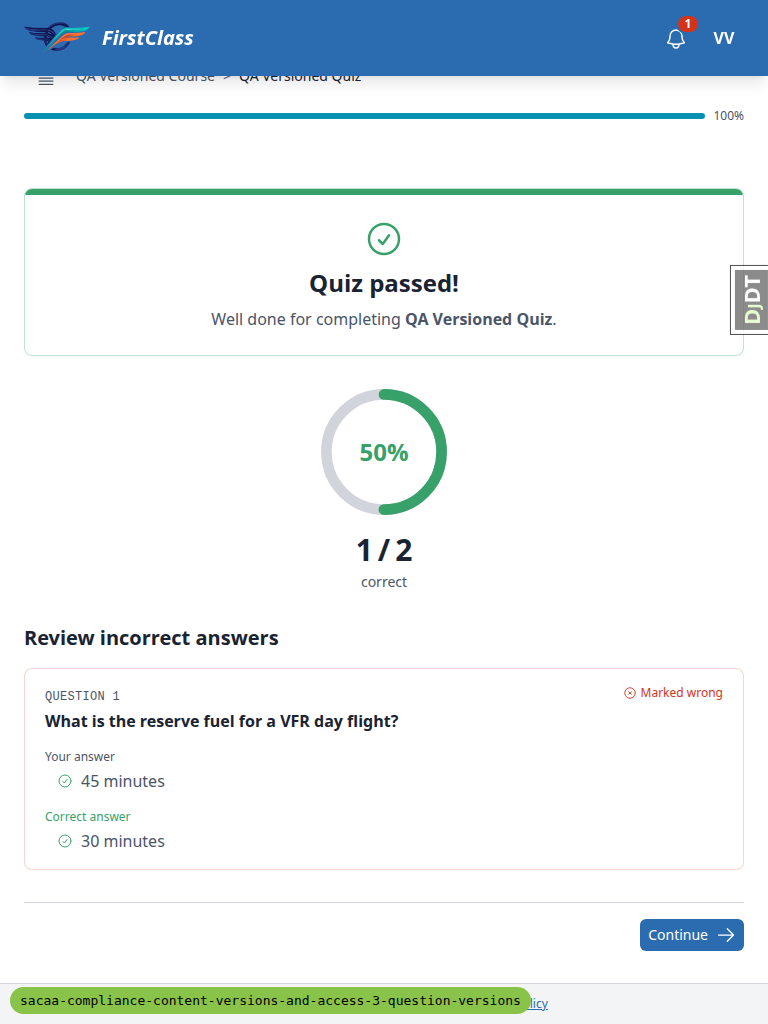 FirstClass
1
VV
QA Versioned Course > QA Versioned Quiz
100%
Quiz passed!
Well done for completing QA Versioned Quiz.
DJDT
50%
1 / 2
correct
Review incorrect answers
QUESTION 1
Marked wrong
What is the reserve fuel for a VFR day flight?
Your answer
45 minutes
Correct answer
30 minutes
Continue
sacaa-compliance-content-versions-and-access-3-question-versions